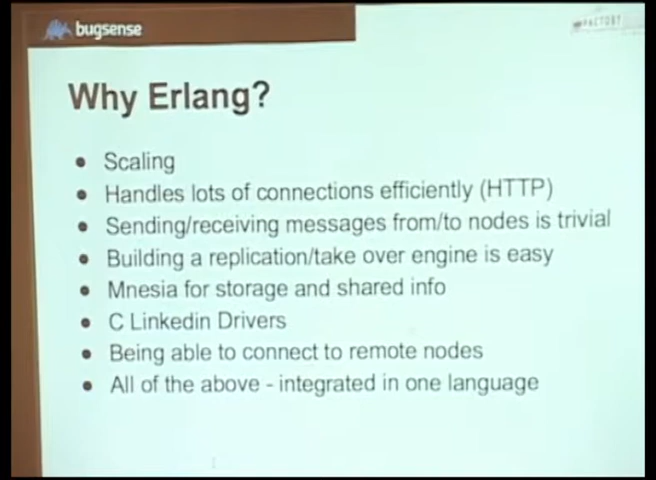 bugsense
FACTORY
Why Erlang?
• Scaling
• Handles lots of connections efficiently (HTTP)
• Sending/receiving messages from/to nodes is trivial
• Building a replication/take over engine is easy
• Mnesia for storage and shared info
• C Linkedin Drivers
• Being able to connect to remote nodes
• All of the above - integrated in one language